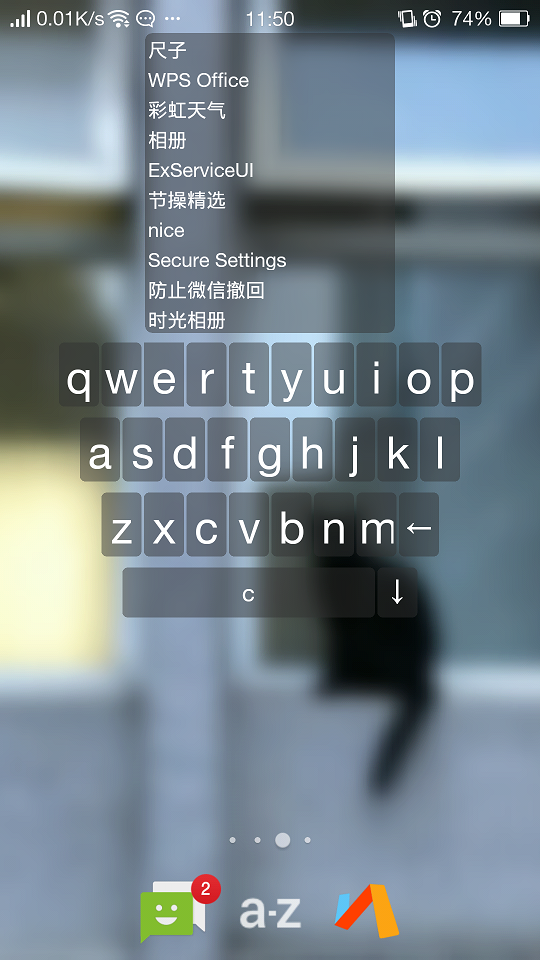 0.01K/s 11:50 74%
尺子
WPS Office
彩虹天气
相册
ExServiceUI
节操精选
nice
Secure Settings
防止微信撤回
时光相册
q w e r t y u i o p
a s d f g h j k l
z x c v b n m ←
c ↓
2
a-z